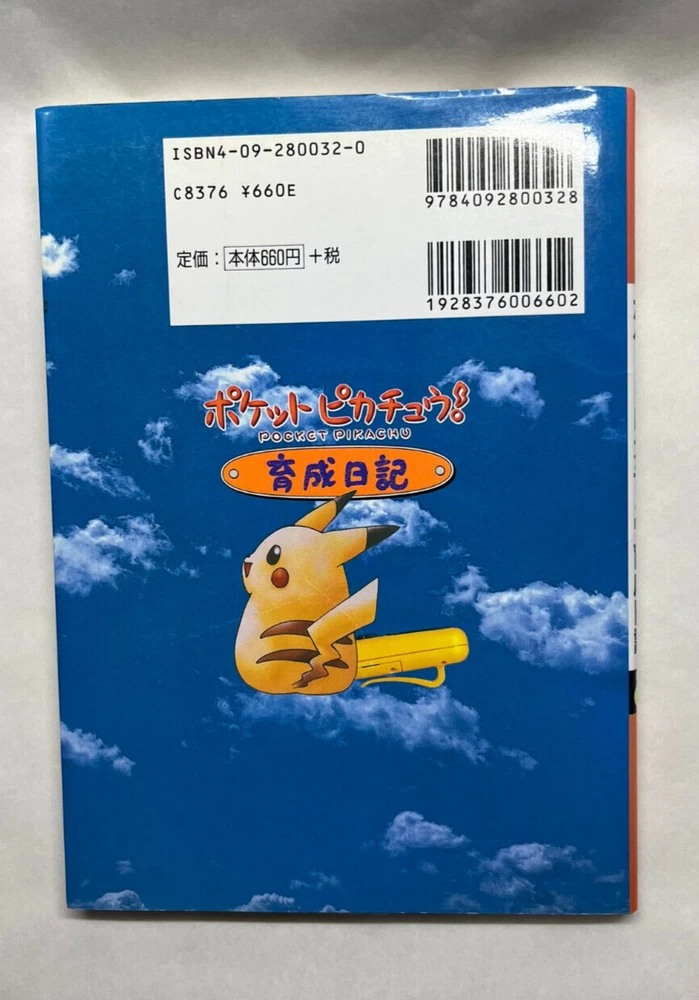 ISBN4-09-280032-0
C8376 ¥660E
定価：本体660円+税
9784092800328
1928376006602
ポケットピカチュウ!
POCKET PIKACHU
育成日記